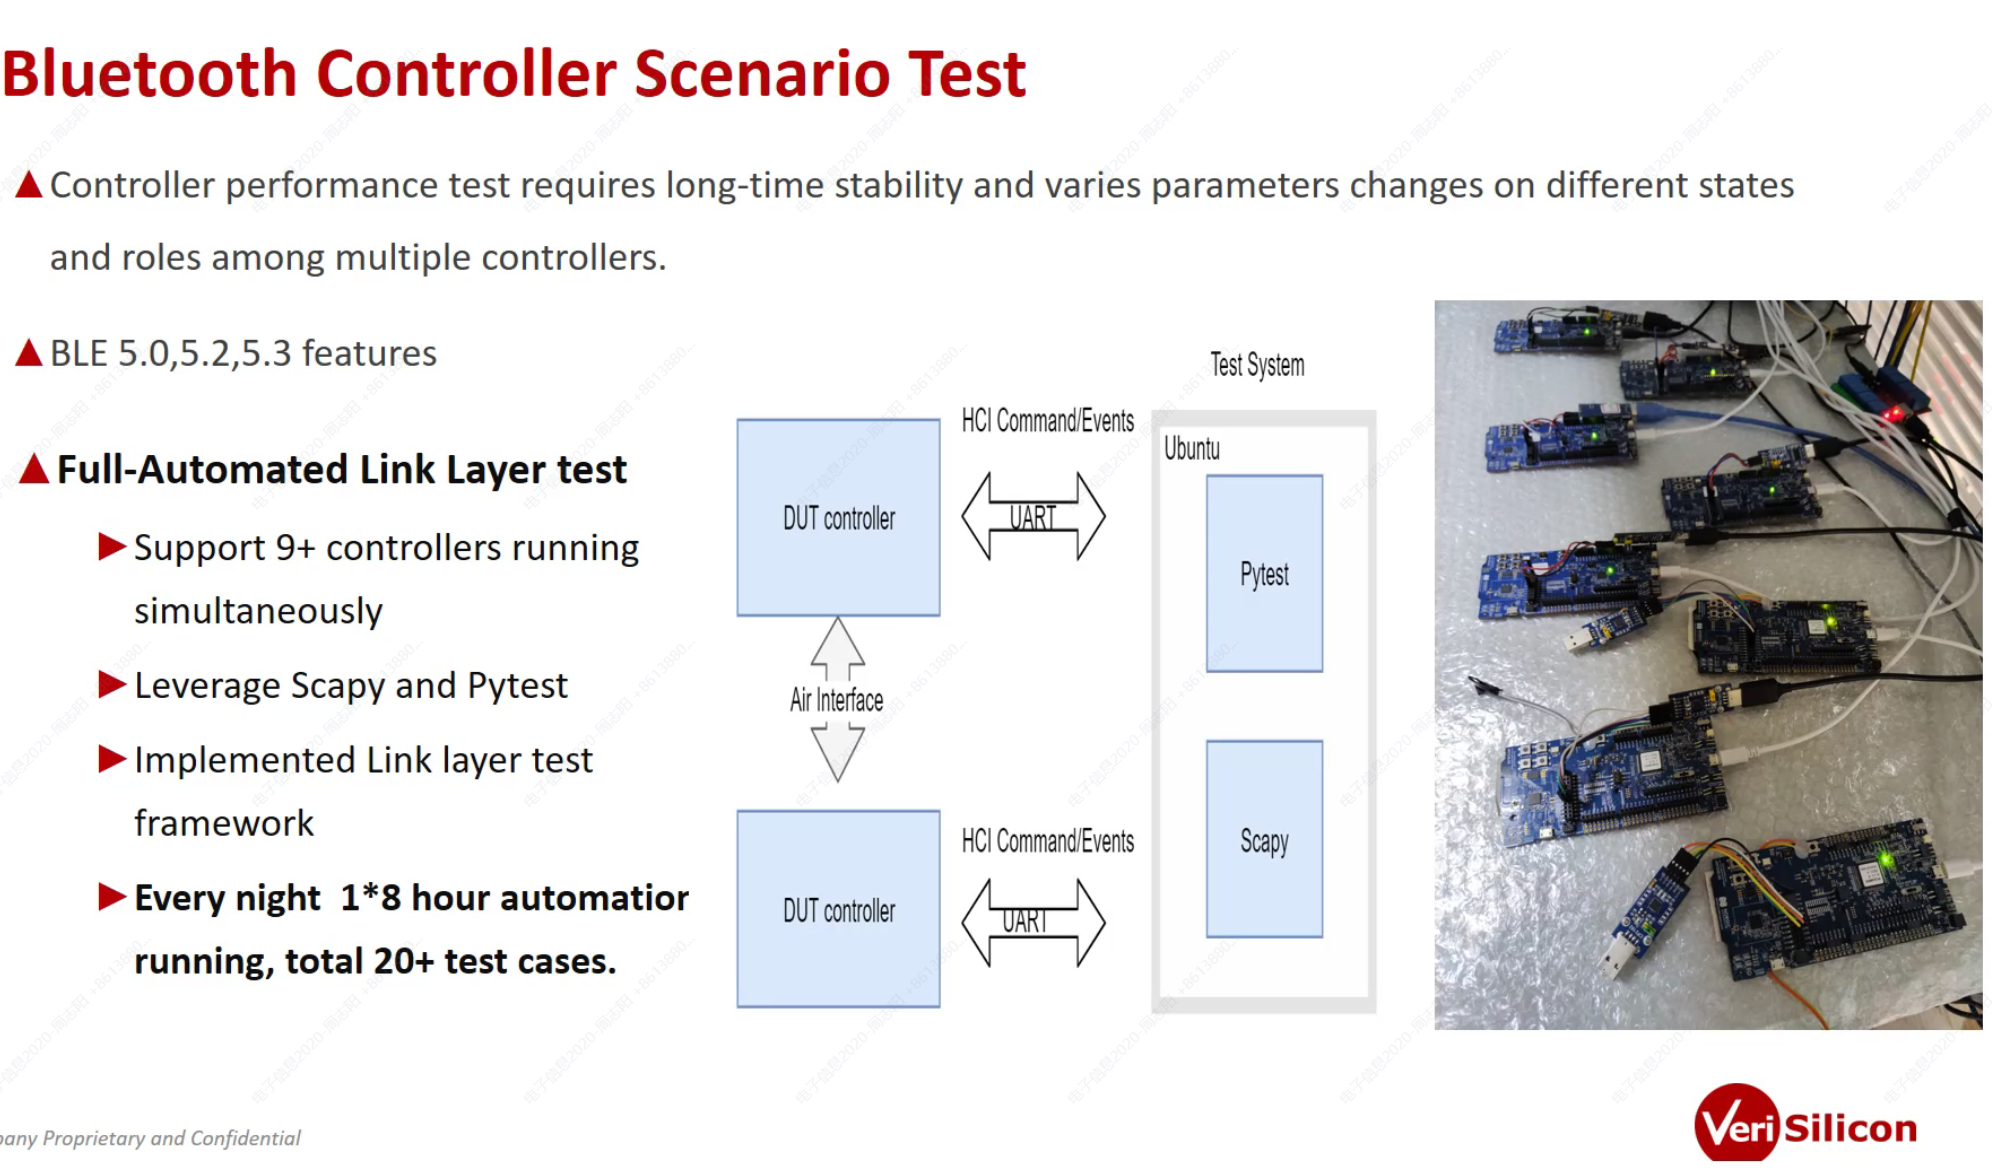 Bluetooth Controller Scenario Test
Controller performance test requires long-time stability and varies parameters changes on different states
and roles among multiple controllers.
BLE 5.0,5.2,5.3 features
Full-Automated Link Layer test
Support 9+ controllers running
simultaneously
Leverage Scapy and Pytest
Implemented Link layer test
framework
Every night 1*8 hour automation
running, total 20+ test cases.
DUT controller
Air Interface
DUT controller
HCI Command/Events
UART
HCI Command/Events
UART
Test System
Ubuntu
Pytest
Scapy
pany Proprietary and Confidential
VeriSilicon